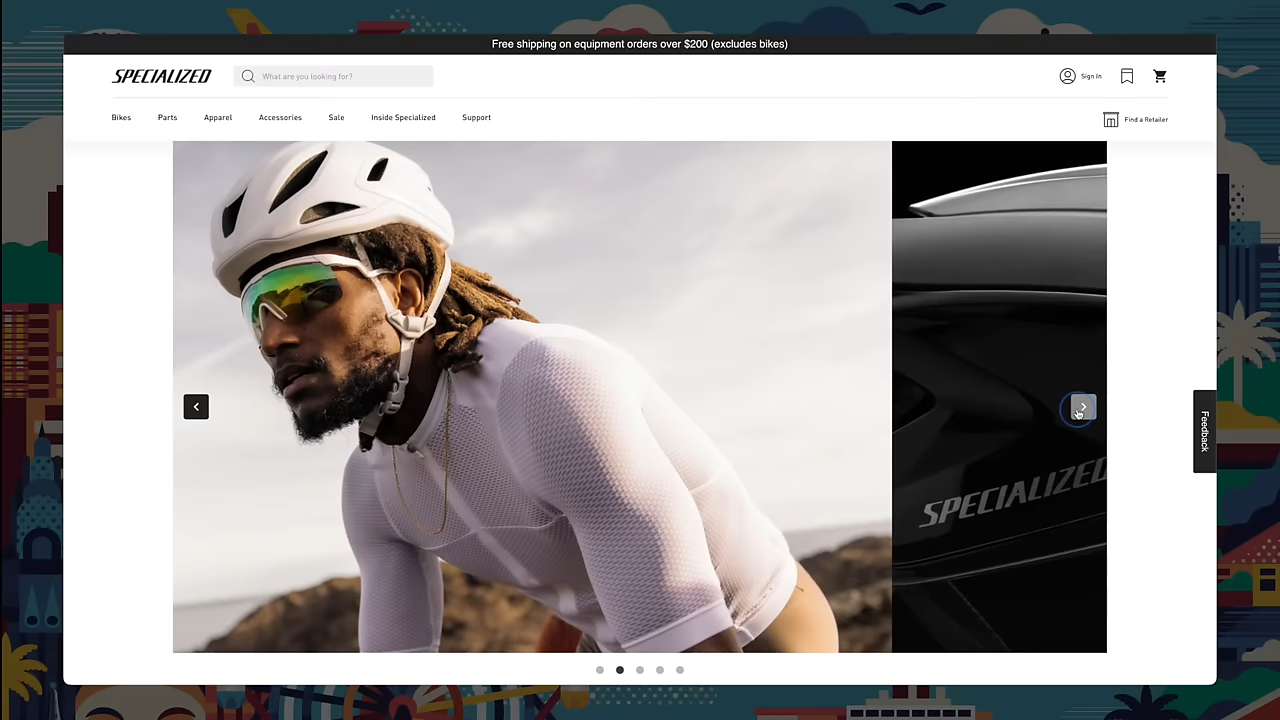 Free shipping on equipment orders over $200 (excludes bikes)
SPECIALIZED
What are you looking for?
Sign In
Bikes
Parts
Apparel
Accessories
Sale
Inside Specialized
Support
Find a Retailer
SPECIALIZED
Feedback